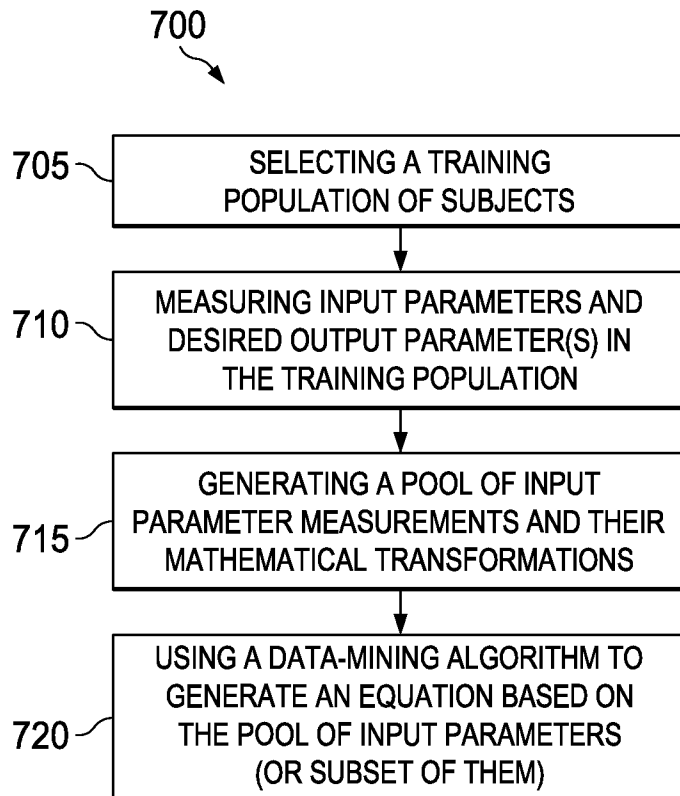 700
705
SELECTING A TRAINING
POPULATION OF SUBJECTS
710
MEASURING INPUT PARAMETERS AND
DESIRED OUTPUT PARAMETER(S) IN
THE TRAINING POPULATION
715
GENERATING A POOL OF INPUT
PARAMETER MEASUREMENTS AND THEIR
MATHEMATICAL TRANSFORMATIONS
720
USING A DATA-MINING ALGORITHM TO
GENERATE AN EQUATION BASED ON
THE POOL OF INPUT PARAMETERS
(OR SUBSET OF THEM)